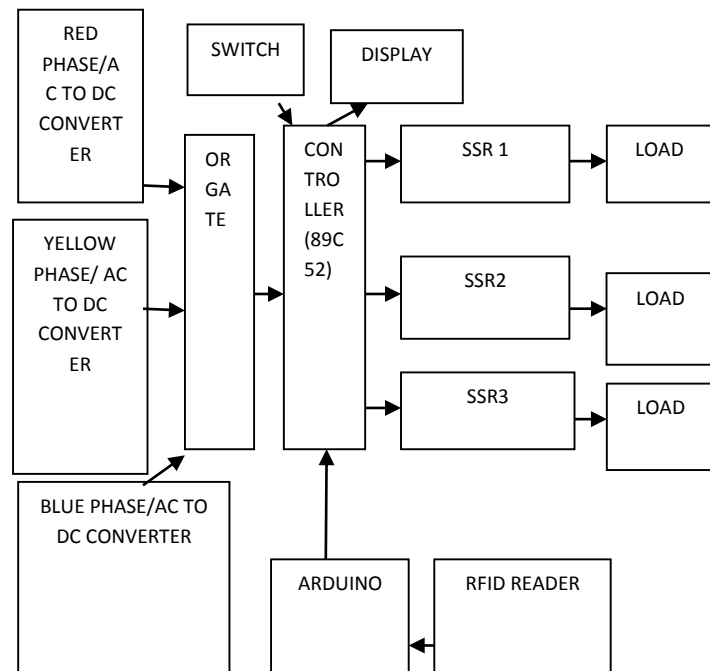 RED
PHASE/A
C TO DC
CONVERT
ER
SWITCH
DISPLAY
OR
GA
TE
CON
TRO
LLER
(89C
52)
SSR 1
LOAD
YELLOW
PHASE/ AC
TO DC
CONVERT
ER
SSR2
LOAD
SSR3
LOAD
BLUE PHASE/AC TO
DC CONVERTER
ARDUINO
RFID READER